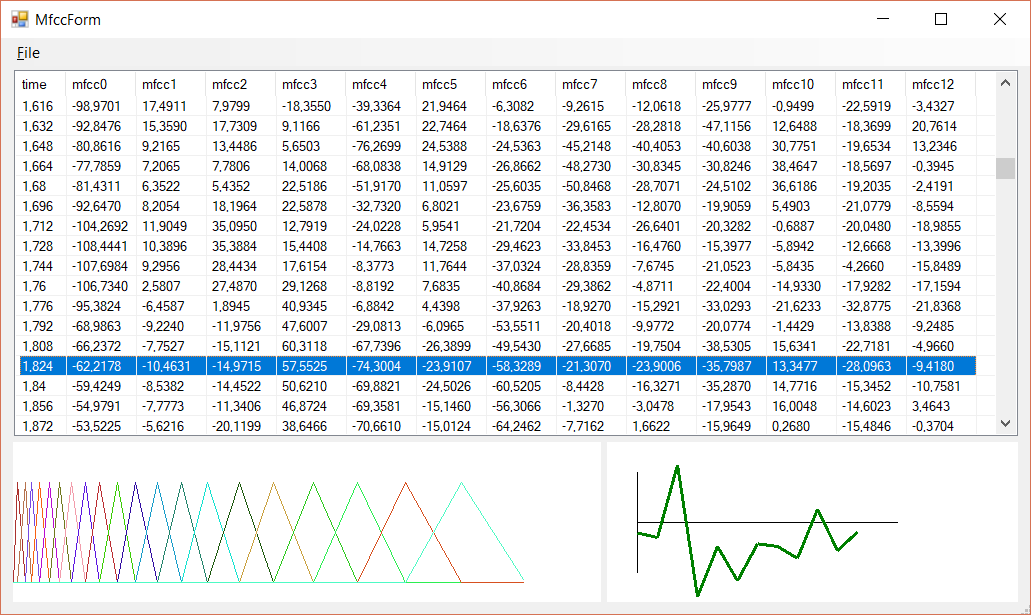 MfccForm
File
time mfcc0 mfcc1 mfcc2 mfcc3 mfcc4 mfcc5 mfcc6 mfcc7 mfcc8 mfcc9 mfcc10 mfcc11 mfcc12
1,616 -98,9701 17,4911 7,9799 -18,3550 -39,3364 21,9464 -6,3082 -9,2615 -12,0618 -25,9777 -0,9499 -22,5919 -3,4327
1,632 -92,8476 15,3590 17,7309 9,1166 -61,2351 22,7464 -18,6376 -29,6165 -28,2818 -47,1156 12,6488 -18,3699 20,7614
1,648 -80,8616 9,2165 13,4486 5,6503 -76,2699 24,5388 -24,5363 -45,2148 -40,4053 -40,6038 30,7751 -19,6534 13,2346
1,664 -77,7859 7,2065 7,7806 14,0068 -68,0838 14,9129 -26,8662 -48,2730 -30,8345 -30,8246 38,4647 -18,5697 -0,3945
1,68 -81,4311 6,3522 5,4352 22,5186 -51,9170 11,0597 -25,6035 -50,8468 -28,7071 -24,5102 36,6186 -19,2035 -2,4191
1,696 -92,6470 8,2054 18,1964 22,5878 -32,7320 6,8021 -23,6759 -36,3583 -12,8070 -19,9059 5,4903 -21,0779 -8,5594
1,712 -104,2692 11,9049 35,0950 12,7919 -24,0228 5,9541 -21,7204 -22,4534 -26,6401 -20,3282 -0,6887 -20,0480 -18,9855
1,728 -108,4441 10,3896 35,3884 15,4408 -14,7663 14,7258 -29,4623 -33,8453 -16,4760 -15,3977 -5,8942 -12,6668 -13,3996
1,744 -107,6984 9,2956 28,4434 17,6154 -8,3773 11,7644 -37,0324 -28,8359 -7,6745 -21,0523 -5,8435 -4,2660 -15,8489
1,76 -106,7340 2,5807 27,4870 29,1268 -8,8192 7,6835 -40,8684 -29,3862 -4,8711 -22,4004 -14,9330 -17,9282 -17,1594
1,776 -95,3824 -6,4587 1,8945 40,9345 -6,8842 4,4398 -37,9263 -18,9270 -15,2921 -33,0293 -21,6233 -32,8775 -21,8368
1,792 -68,9863 -9,2240 -11,9756 47,6007 -29,0813 -6,0965 -53,5511 -20,4018 -9,9772 -20,0774 -1,4429 -13,8388 -9,2485
1,808 -66,2372 -7,7527 -15,1121 60,3118 -67,7396 -26,3899 -49,5430 -27,6685 -19,7504 -38,5305 15,6341 -22,7181 -4,9660
1,824 -62,2178 -10,4631 -14,9715 57,5525 -74,3004 -23,9107 -58,3289 -21,3070 -23,9006 -35,7987 13,3477 -28,0963 -9,4180
1,84 -59,4249 -8,5382 -14,4522 50,6210 -69,8821 -24,5026 -60,5205 -8,4428 -16,3271 -35,2870 14,7716 -15,3452 -10,7581
1,856 -54,9791 -7,7773 -11,3406 46,8724 -69,3581 -15,1460 -56,3066 -1,3270 -3,0478 -17,9543 16,0048 -14,6023 3,4643
1,872 -53,5225 -5,6216 -20,1199 38,6466 -70,6610 -15,0124 -64,2462 -7,7162 1,6622 -15,9649 0,2680 -15,4846 -0,3704